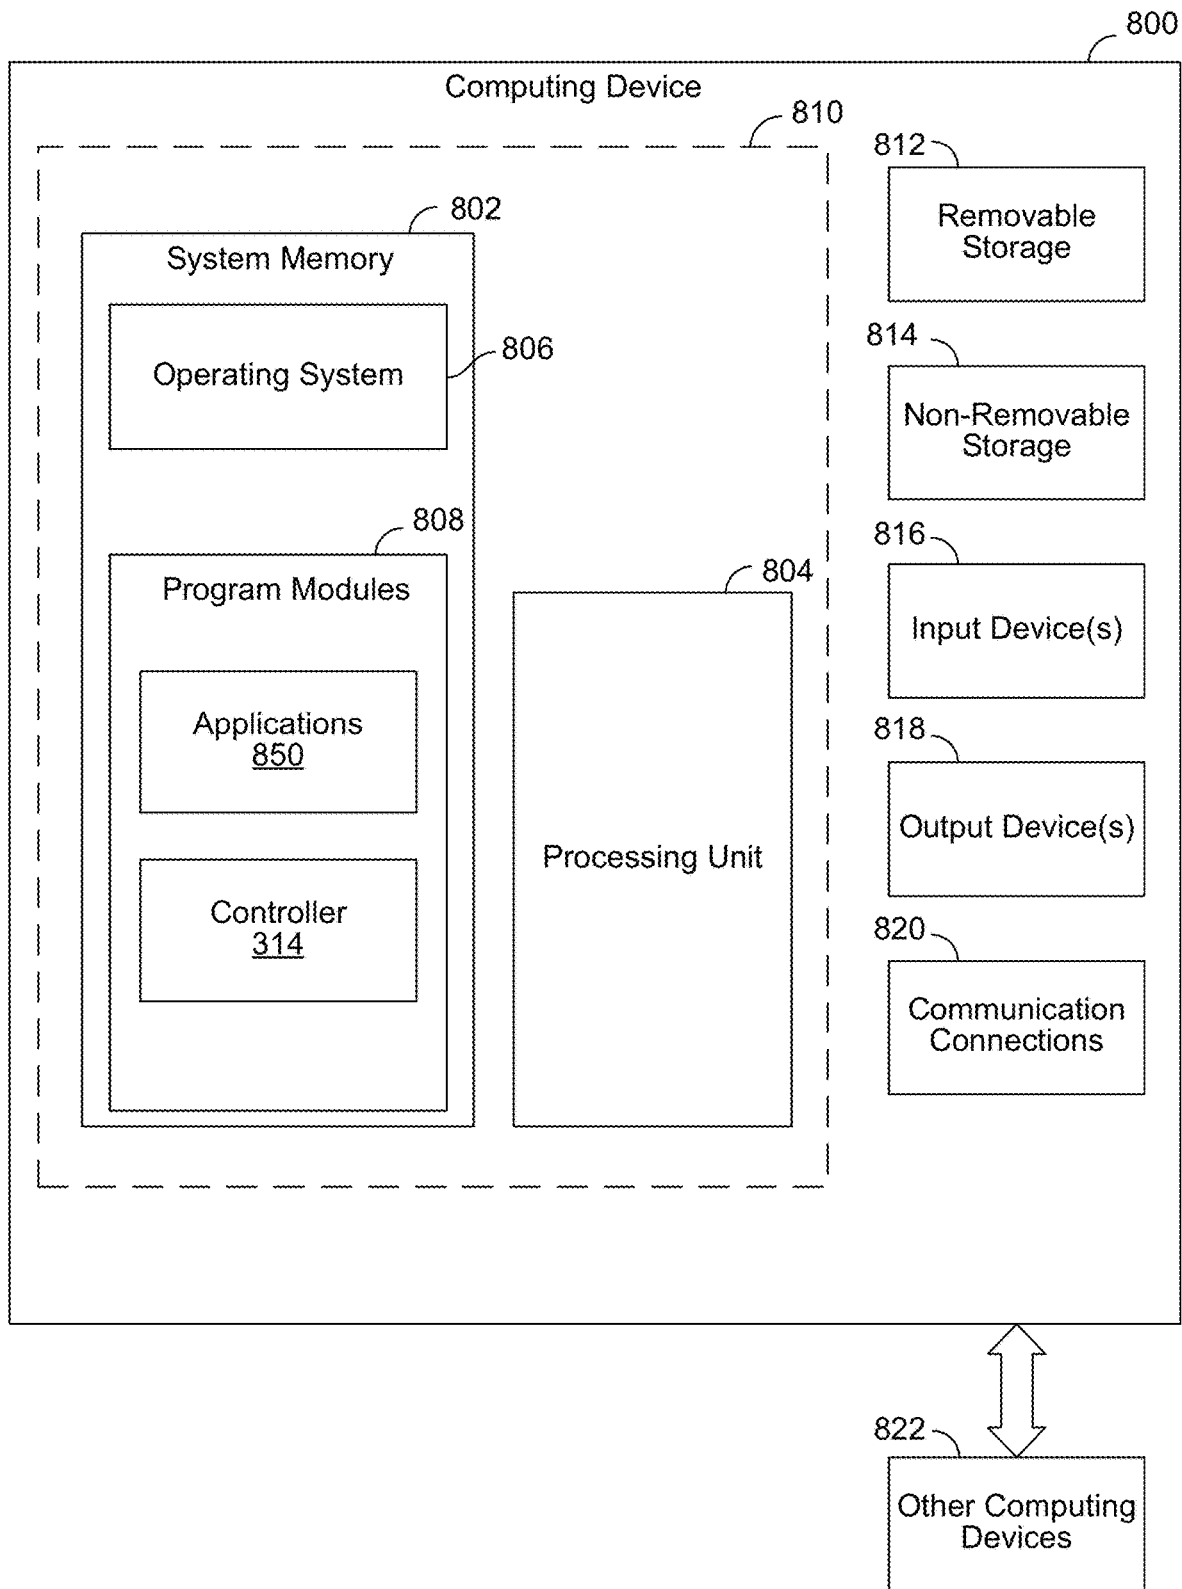 800
Computing Device
810
812
Removable
Storage
802
System Memory
806
Operating System
814
Non-Removable
Storage
808
Program Modules
804
816
Input Device(s)
Applications
850
818
Output Device(s)
Processing Unit
Controller
314
820
Communication
Connections
822
Other Computing
Devices